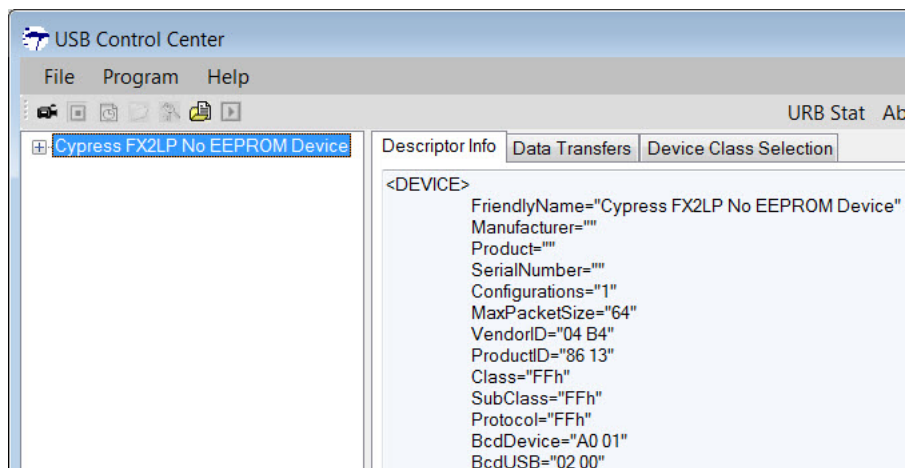 USB Control Center
File Program Help
URB Stat Ab
Cypress FX2LP No EEPROM Device
Descriptor Info Data Transfers Device Class Selection
<DEVICE>
FriendlyName="Cypress FX2LP No EEPROM Device"
Manufacturer=""
Product=""
SerialNumber=""
Configurations="1"
MaxPacketSize="64"
VendorID="04 B4"
ProductID="86 13"
Class="FFh"
SubClass="FFh"
Protocol="FFh"
BcdDevice="A0 01"
BcdUSB="02 00"